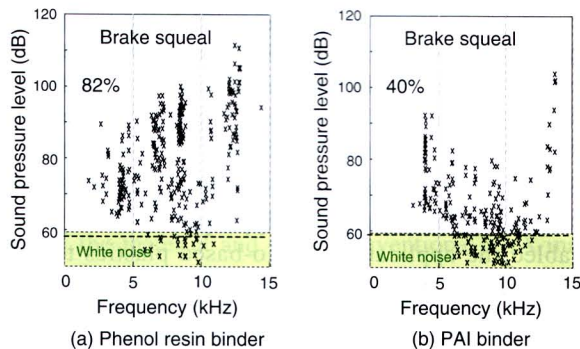 120
100
80
60
Sound pressure level (dB)
Brake squeal
82%
White noise
0
5
10
15
Frequency (kHz)
(a) Phenol resin binder
120
100
80
60
Sound pressure level (dB)
Brake squeal
40%
White noise
0
5
10
15
Frequency (kHz)
(b) PAI binder